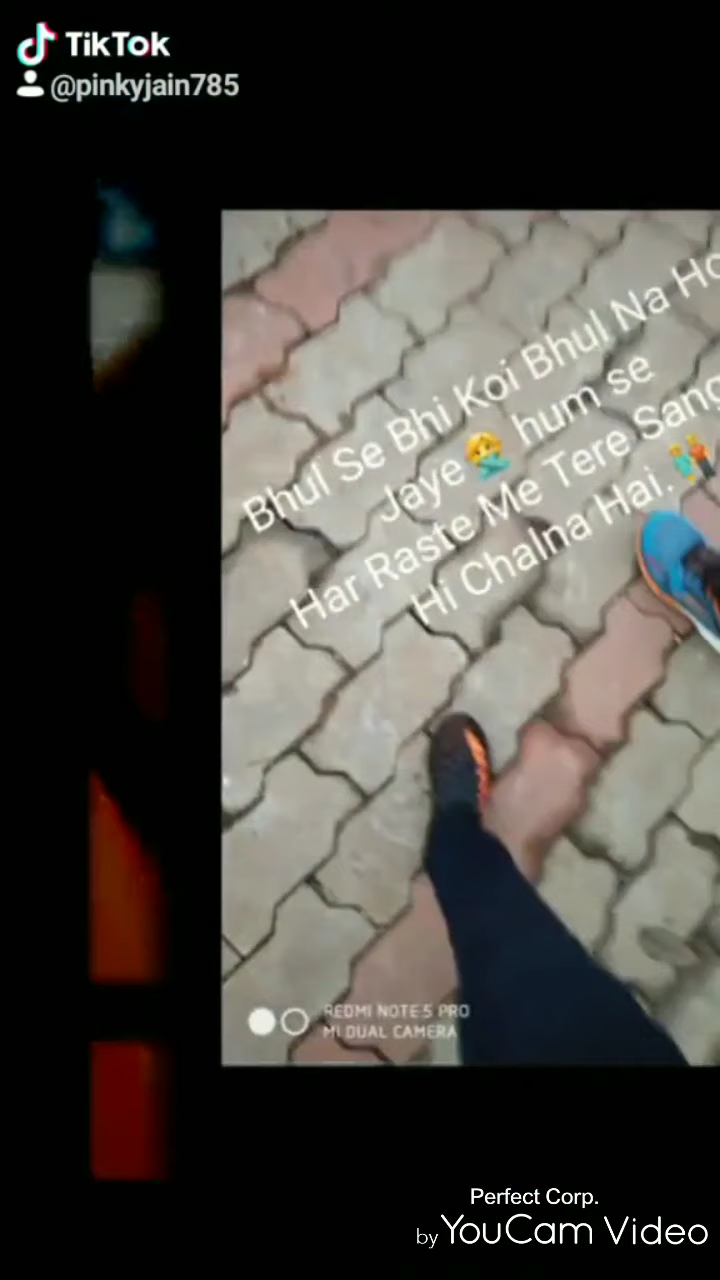 TikTok
@pinkyjain785
Bhul Se Bhi Koi Bhul Na Ho
Jaye🤧 hum se
Har Raste Me Tere Sang
Hi Chalna Hai.👬
REDMI NOTE 5 PRO
MI DUAL CAMERA
Perfect Corp.
by YouCam Video